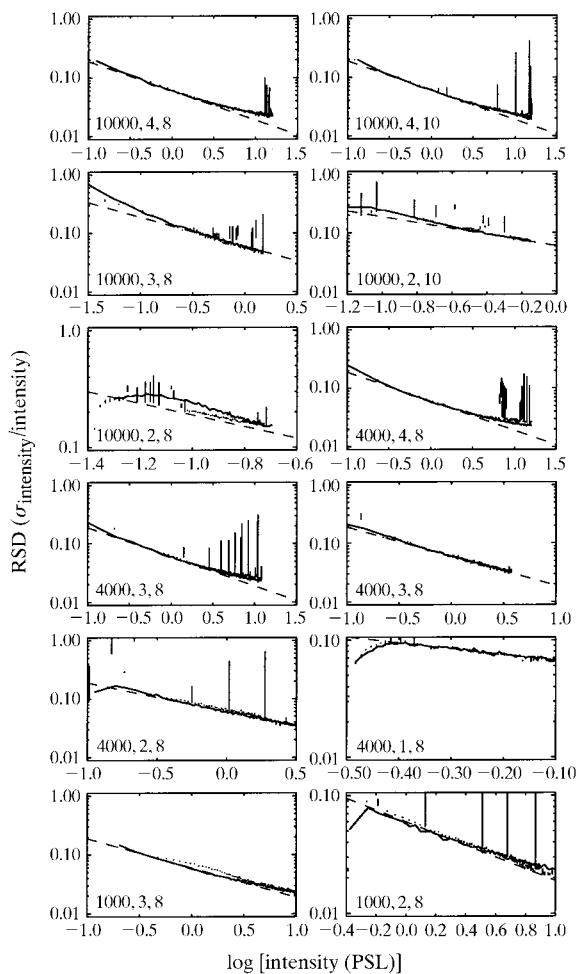 1.00 1.00
0.10 0.10
10000, 4, 8 10000, 4, 10
0.01 0.01
−1.0 −0.5 0.0 0.5 1.0 1.5 −1.0 −0.5 0.0 0.5 1.0 1.5
1.00 1.00
0.10 0.10
10000, 3, 8 10000, 2, 10
0.01 0.01
−1.5 −1.0 −0.5 0.0 0.5 −1.2 −1.0 −0.8 −0.6 −0.4 −0.2 0.0
1.0 1.00
0.10
10000, 2, 8 4000, 4, 8
0.1 0.01
−1.4 −1.2 −1.0 −0.8 −0.6 −1.0 −0.5 0.0 0.5 1.0 1.5
RSD (σintensity/intensity)
1.00 1.00
0.10 0.10
4000, 3, 8 4000, 3, 8
0.01 0.01
−1.0 −0.5 0.0 0.5 1.0 1.5 −1.0 −0.5 0.0 0.5 1.0
1.00 0.10
0.10
4000, 2, 8 4000, 1, 8
0.01 0.01
−1.0 −0.5 0.0 0.5 −0.50 −0.40 −0.30 −0.20 −0.10
1.00 0.10
0.10
1000, 3, 8 1000, 2, 8
0.01 0.01
−1.0 −0.5 0.0 0.5 1.0 −0.4 −0.2 0.0 0.2 0.4 0.6 0.8 1.0
log [intensity (PSL)]